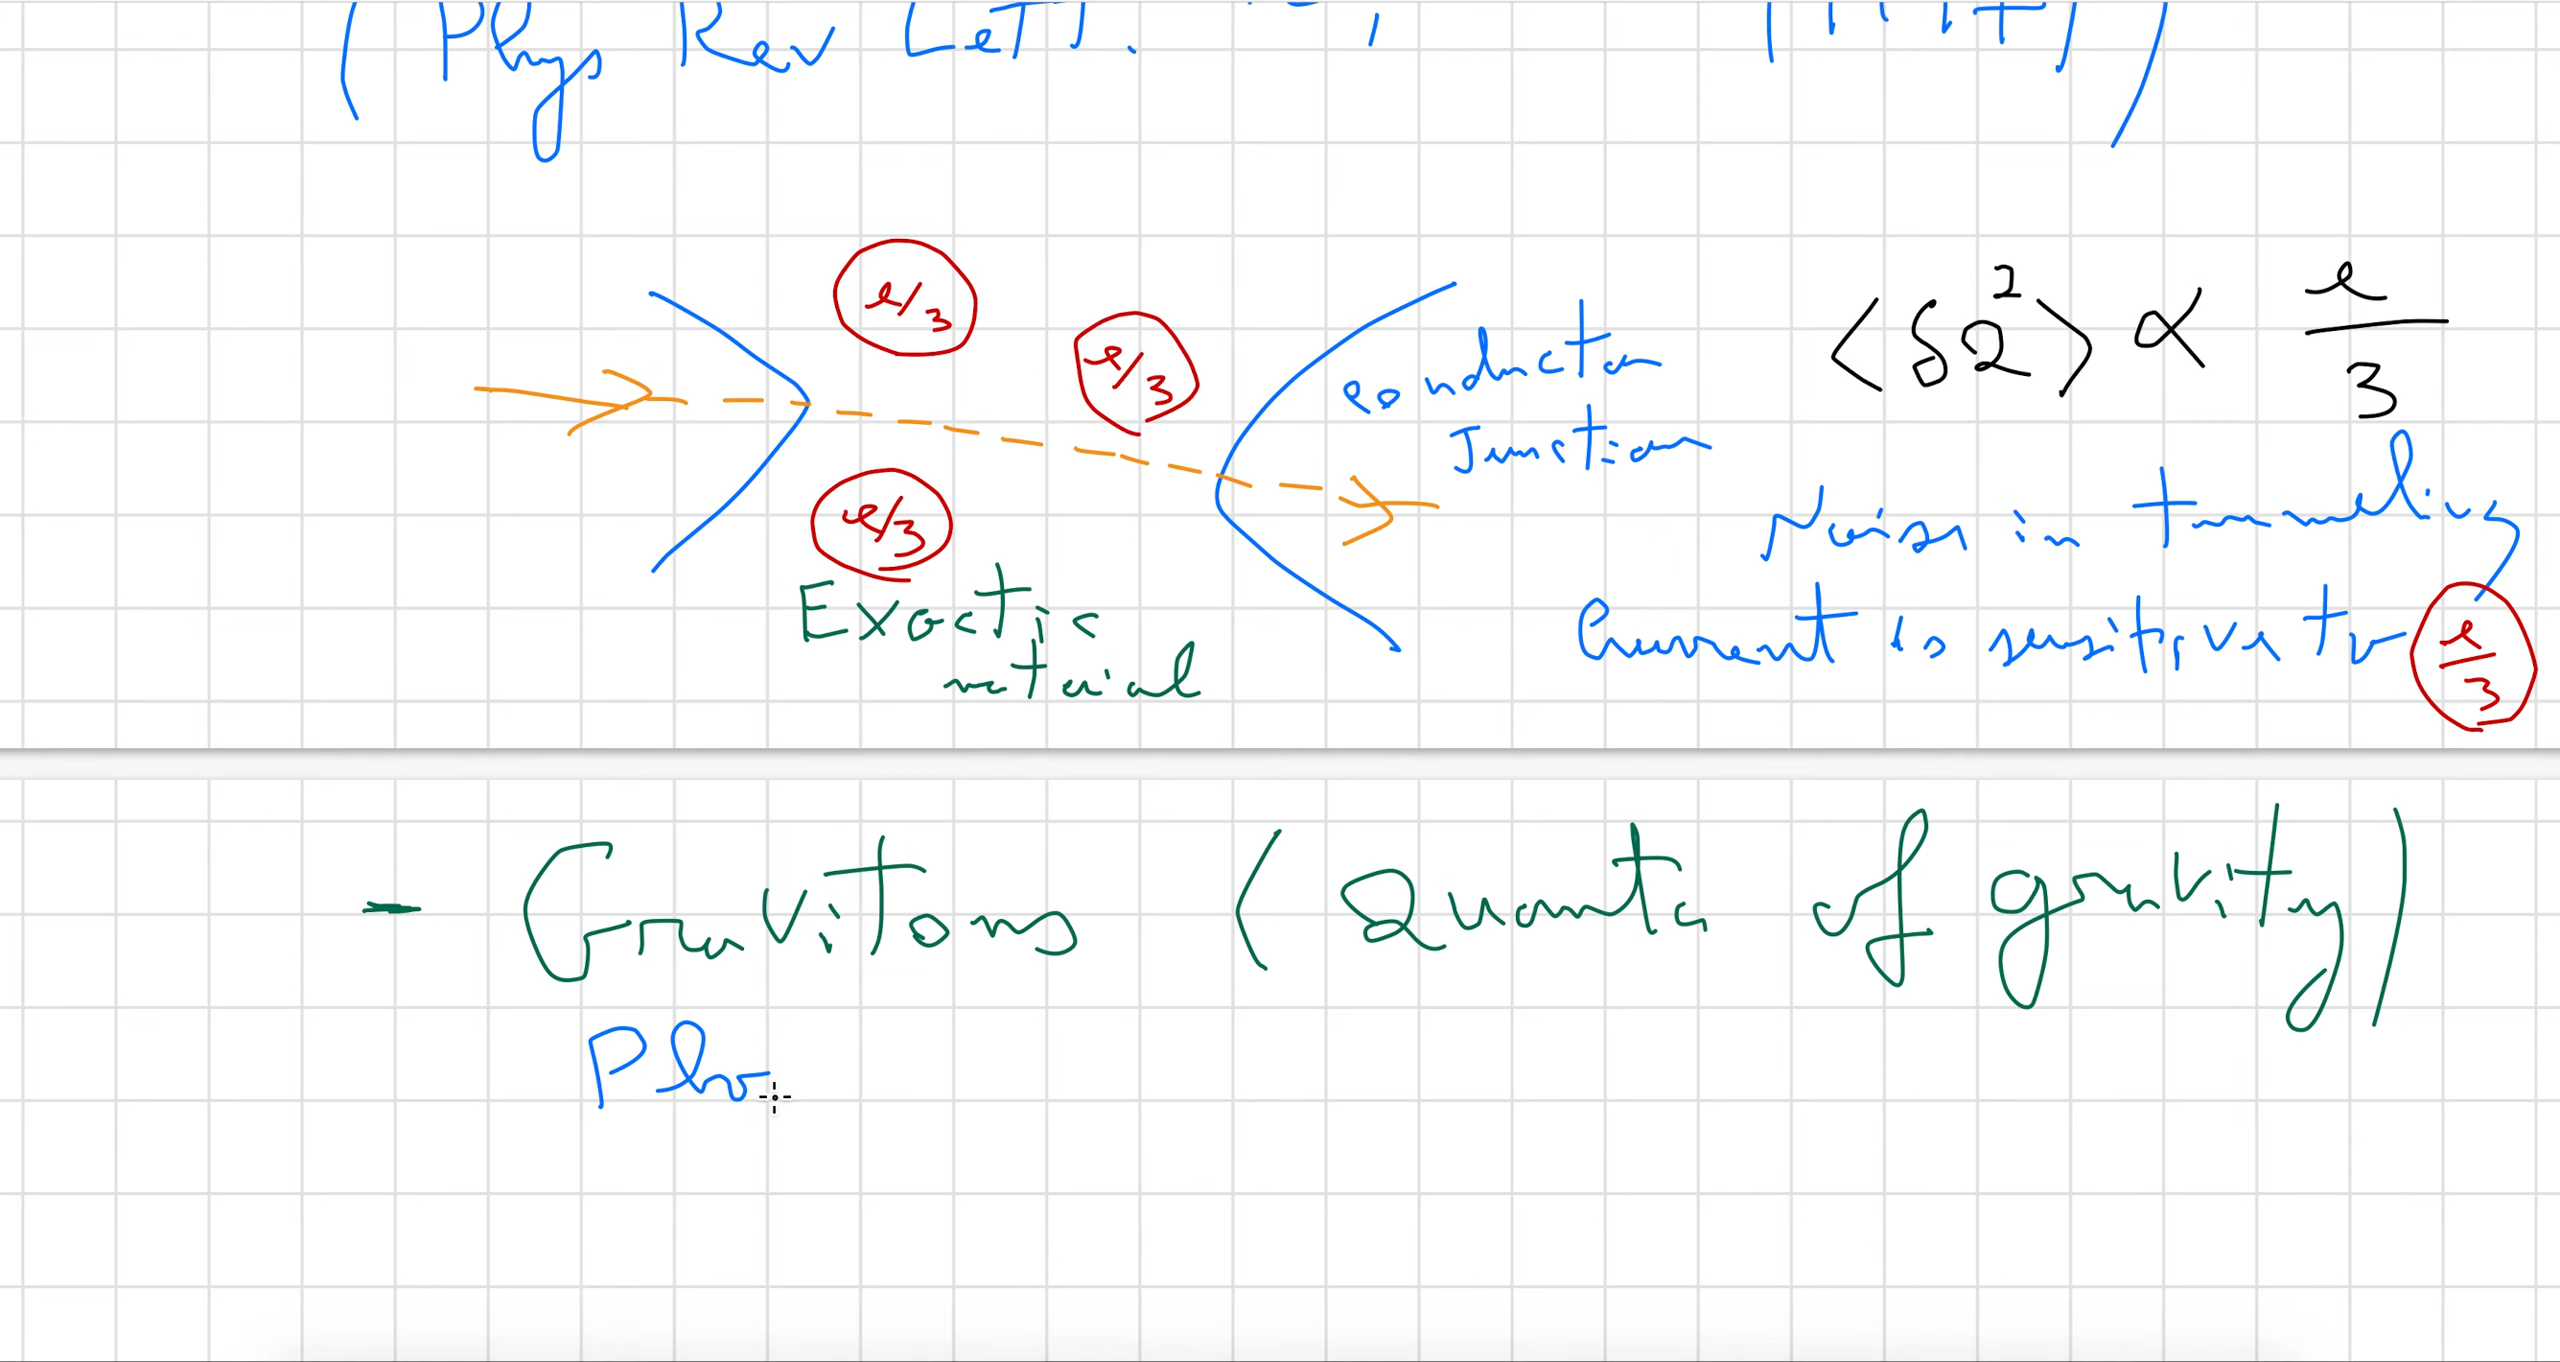 ( Phys Rev Lett. ,
e/3
e/3
e/3
Conductor
Junction
Exoctic
material
⟨δQ²⟩ ∝ e/3
Noise in tunneling
Current is sensitive to e/3
- Gravitons ( Quanta of gravity )
Pho